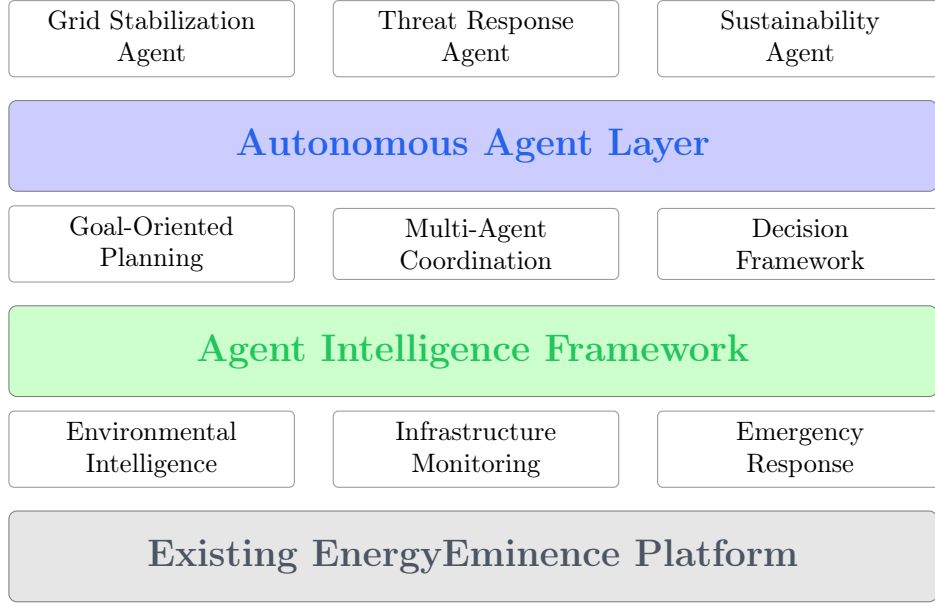 Grid Stabilization
Agent
Threat Response
Agent
Sustainability
Agent
Autonomous Agent Layer
Goal-Oriented
Planning
Multi-Agent
Coordination
Decision
Framework
Agent Intelligence Framework
Environmental
Intelligence
Infrastructure
Monitoring
Emergency
Response
Existing EnergyEminence Platform